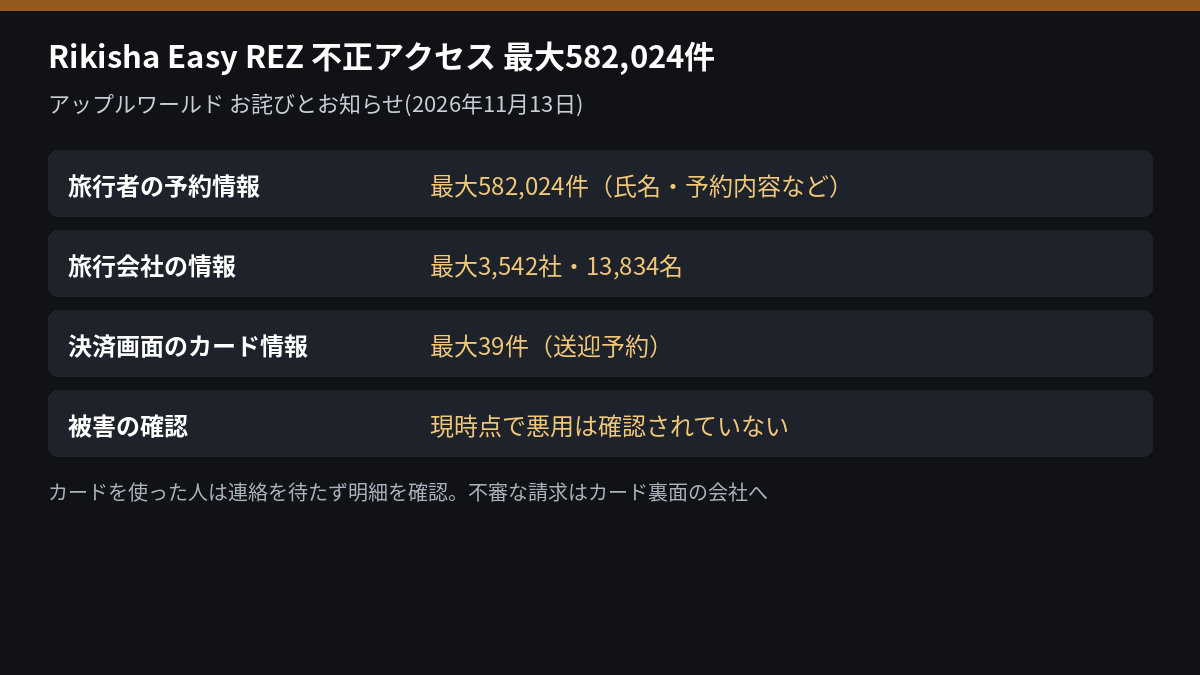 Rikisha Easy REZ 不正アクセス 最大582,024件
アップルワールド お詫びとお知らせ(2026年11月13日)
旅行者の予約情報 最大582,024件（氏名・予約内容など）
旅行会社の情報 最大3,542社・13,834名
決済画面のカード情報 最大39件（送迎予約）
被害の確認 現時点で悪用は確認されていない
カードを使った人は連絡を待たず明細を確認。不審な請求はカード裏面の会社へ